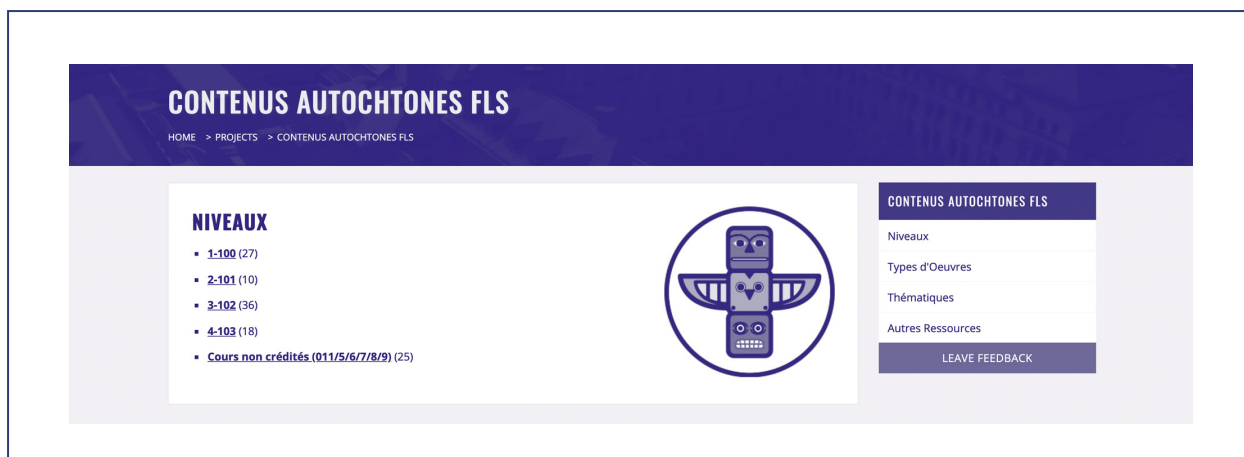 CONTENUS AUTOCHTONES FLS
HOME > PROJECTS > CONTENUS AUTOCHTONES FLS
NIVEAUX
1-100 (27)
2-101 (10)
3-102 (36)
4-103 (18)
Cours non crédités (011/5/6/7/8/9) (25)
CONTENUS AUTOCHTONES FLS
Niveaux
Types d'Oeuvres
Thématiques
Autres Ressources
LEAVE FEEDBACK